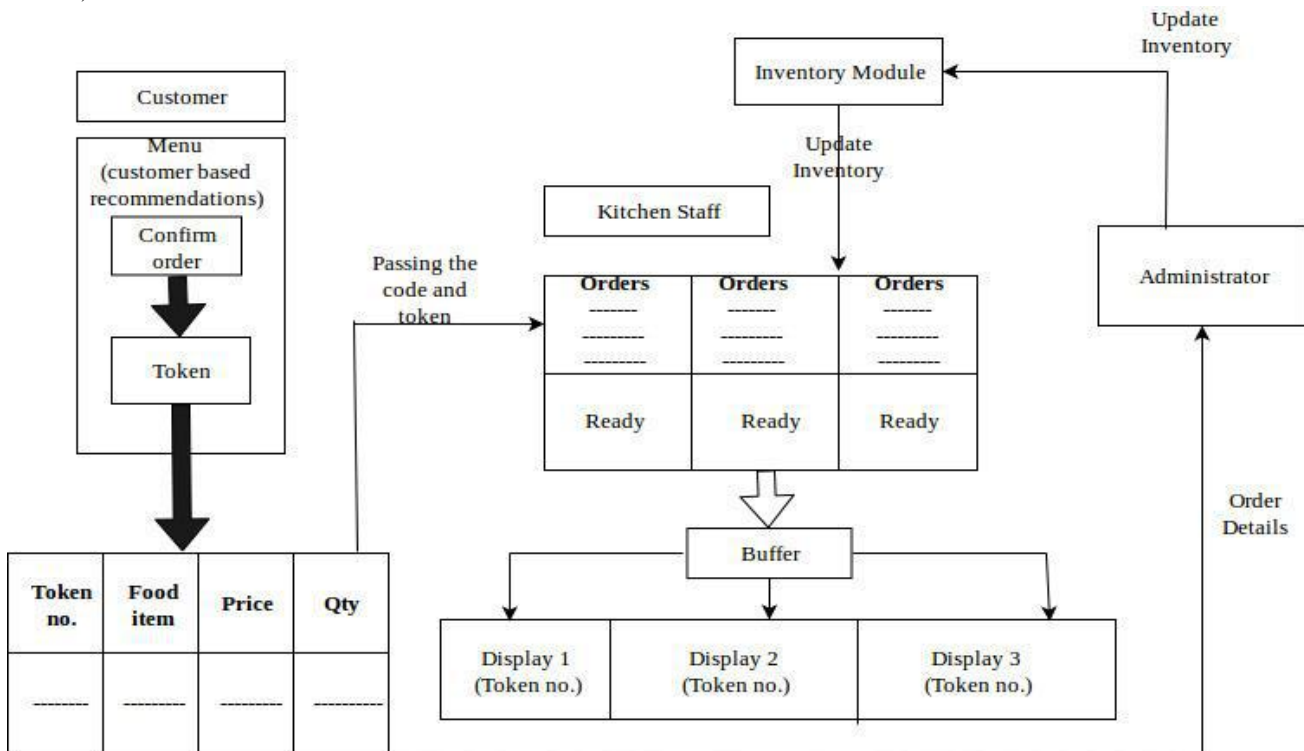 Customer
Menu
(customer based
recommendations)
Confirm
order
Token
Token
no.
Food
item
Price
Qty
--------
---------
--------
----------
Passing the
code and
token
Kitchen Staff
Orders
-------
---------
---------
Orders
-------
---------
---------
Orders
-------
---------
---------
Ready
Ready
Ready
Buffer
Display 1
(Token no.)
Display 2
(Token no.)
Display 3
(Token no.)
Inventory Module
Update
Inventory
Update
Inventory
Administrator
Order
Details